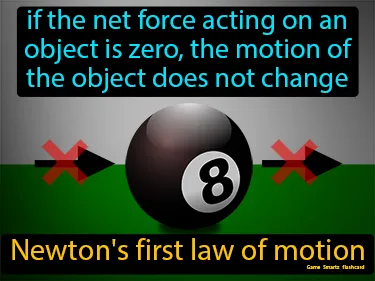 if the net force acting on an
object is zero, the motion of
the object does not change
8
Newton's first law of motion
Game Smartz flashcard